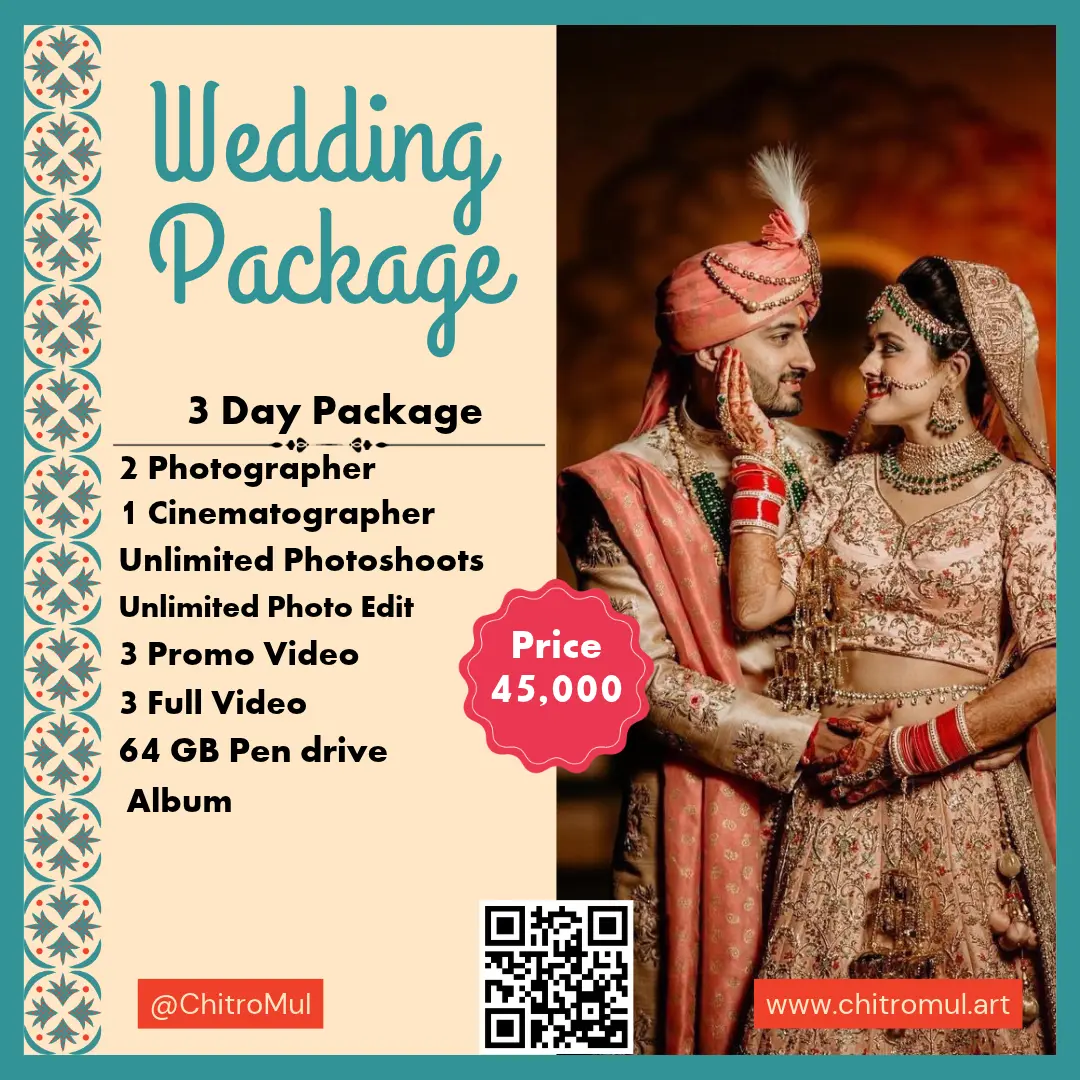 Wedding
Package
3 Day Package
2 Photographer
1 Cinematographer
Unlimited Photoshoots
Unlimited Photo Edit
3 Promo Video
3 Full Video
64 GB Pen drive
Album
Price
45,000
@ChitroMul
www.chitromul.art